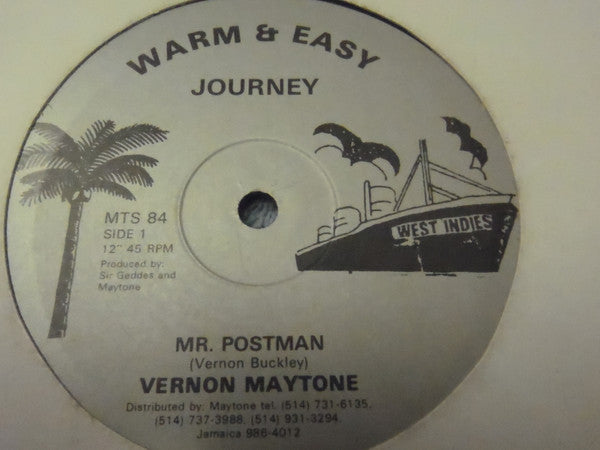 WARM & EASY
JOURNEY
WEST INDIES
MTS 84
SIDE 1
12" 45 RPM
Produced by:
Sir Geddes and
Maytone
MR. POSTMAN
(Vernon Buckley)
VERNON MAYTONE
Distributed by: Maytone tel. (514) 731-6135,
(514) 737-3988, (514) 931-3294.
Jamaica 986-4012